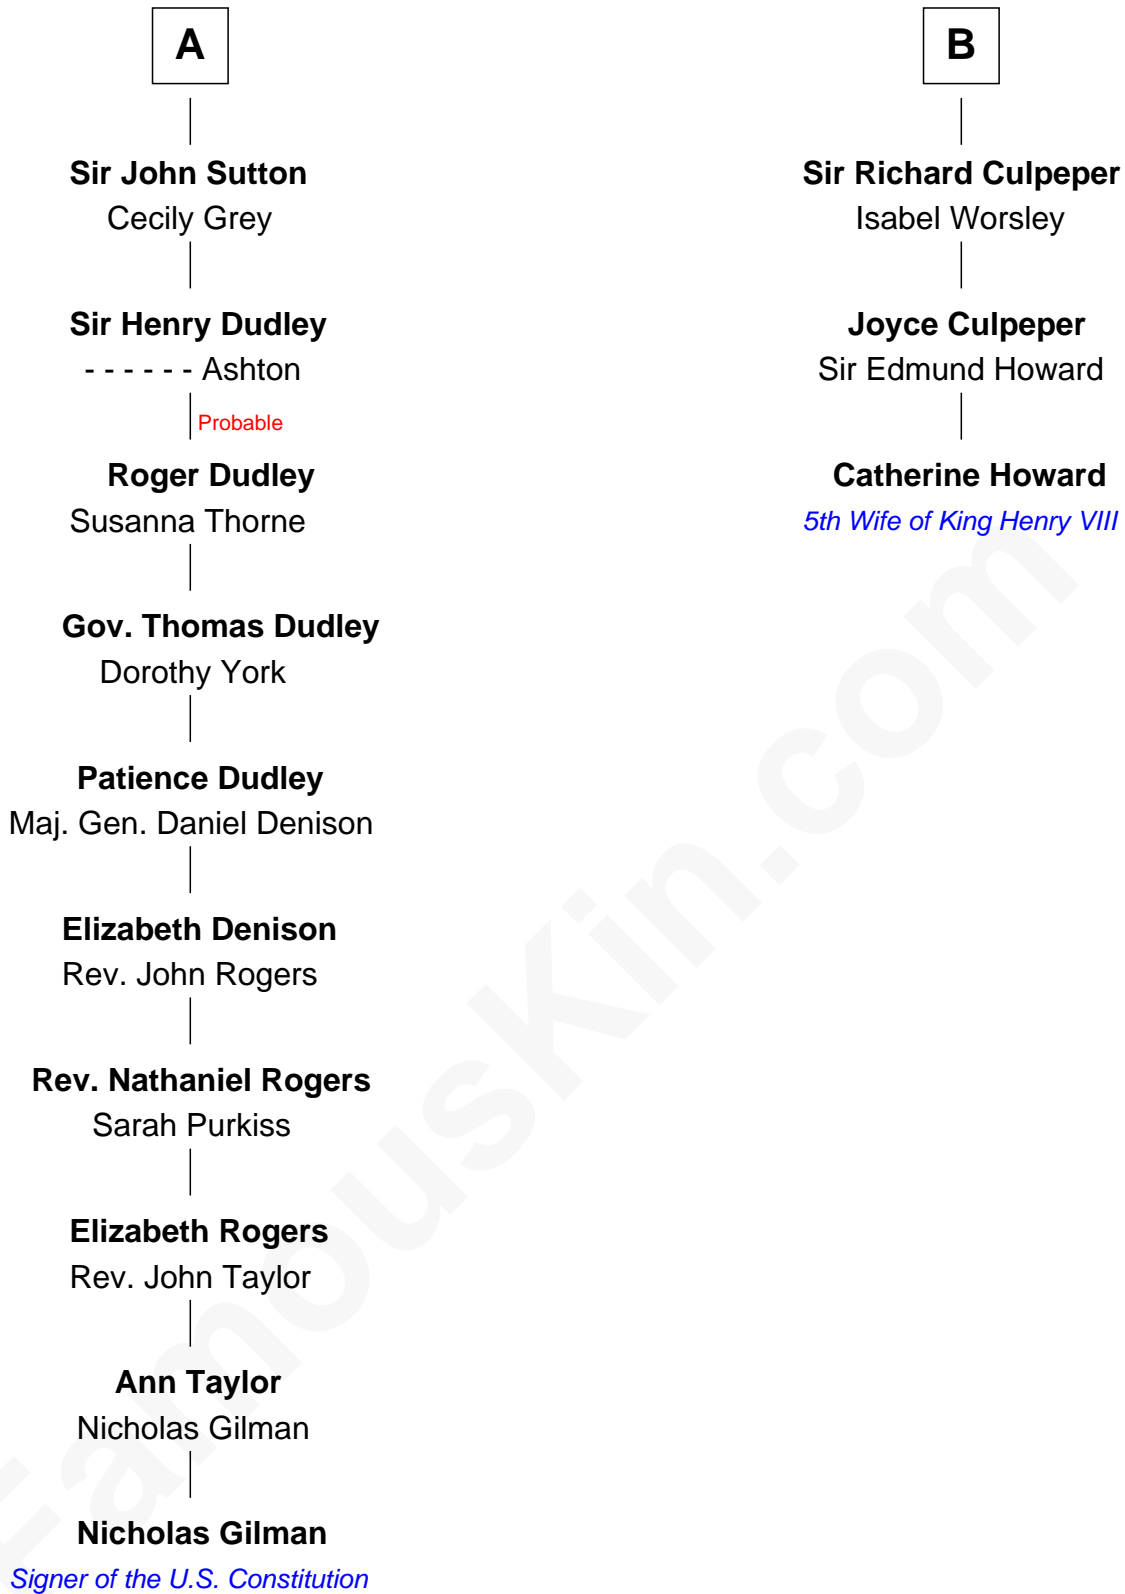 A
Sir John Sutton
Cecily Grey
Sir Henry Dudley
- - - - - - Ashton
Probable
Roger Dudley
Susanna Thorne
Gov. Thomas Dudley
Dorothy York
Patience Dudley
Maj. Gen. Daniel Denison
Elizabeth Denison
Rev. John Rogers
Rev. Nathaniel Rogers
Sarah Purkiss
Elizabeth Rogers
Rev. John Taylor
Ann Taylor
Nicholas Gilman
Nicholas Gilman
Signer of the U.S. Constitution
B
Sir Richard Culpeper
Isabel Worsley
Joyce Culpeper
Sir Edmund Howard
Catherine Howard
5th Wife of King Henry VIII
FamousKin.com